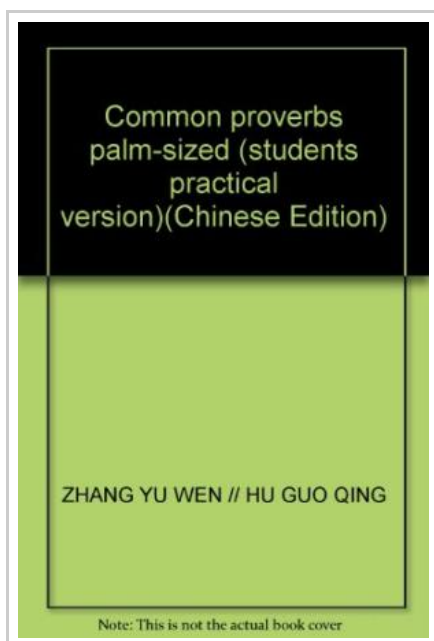 Common proverbs
palm-sized (students
practical
version)(Chinese Edition)
ZHANG YU WEN // HU GUO QING
Note: This is not the actual book cover